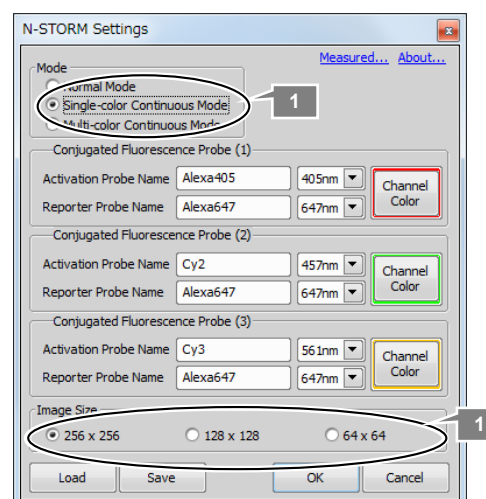 N-STORM Settings
Measured... About...
Mode
Normal Mode
Single-color Continuous Mode
1
Multi-color Continuous Mode
Conjugated Fluorescence Probe (1)
Activation Probe Name Alexa405 405nm
Channel Color
Reporter Probe Name Alexa647 647nm
Conjugated Fluorescence Probe (2)
Activation Probe Name Cy2 457nm
Channel Color
Reporter Probe Name Alexa647 647nm
Conjugated Fluorescence Probe (3)
Activation Probe Name Cy3 561nm
Channel Color
Reporter Probe Name Alexa647 647nm
Image Size
1
256 x 256 128 x 128 64 x 64
Load Save OK Cancel